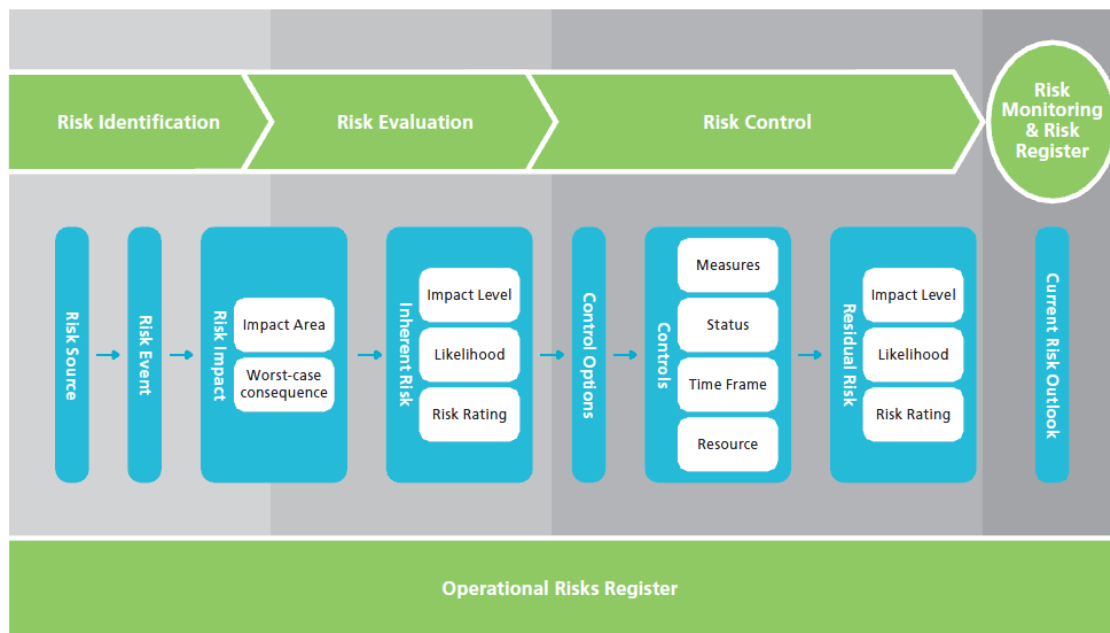 Risk Identification
Risk Evaluation
Risk Control
Risk
Monitoring
& Risk
Register
Risk Source
Risk Event
Risk Impact
Impact Area
Worst-case
consequence
Inherent Risk
Impact Level
Likelihood
Risk Rating
Control Options
Controls
Measures
Status
Time Frame
Resource
Residual Risk
Impact Level
Likelihood
Risk Rating
Current Risk Outlook
Operational Risks Register